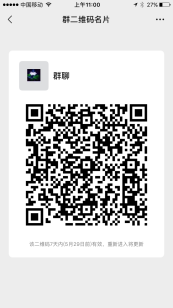 中国移动 上午11:00 27%
群二维码名片
群聊
该二维码7天内(5月29日前)有效，重新进入将更新